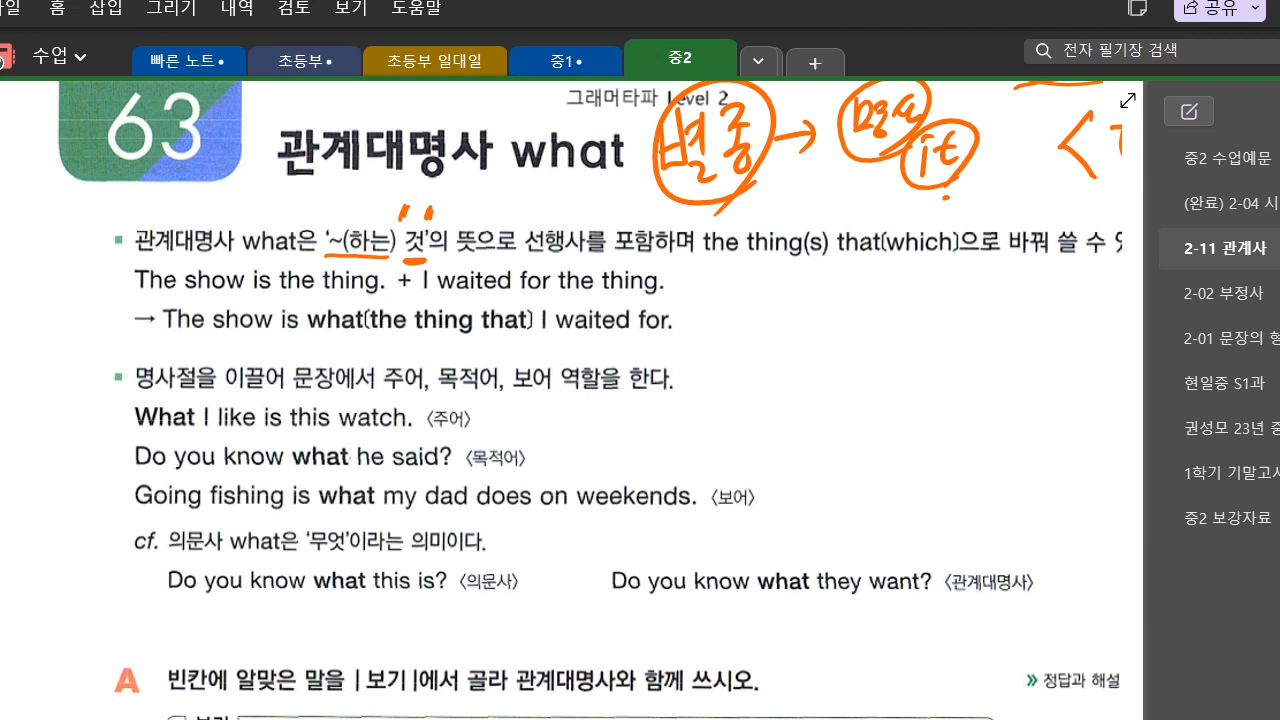 홈 삽입 그리기 내역 검토 보기 도움말
공유
수업
빠른 노트
초등부
초등부 일대일
중1
중2
전자 필기장 검색
63
그래머타파 Level 2
관계대명사 what
별종 → 명사 it
관계대명사 what은 ‘~(하는) 것’의 뜻으로 선행사를 포함하며 the thing(s) that(which)으로 바꿔 쓸 수
The show is the thing. + I waited for the thing.
→ The show is what(the thing that) I waited for.
명사절을 이끌어 문장에서 주어, 목적어, 보어 역할을 한다.
What I like is this watch. 〈주어〉
Do you know what he said? 〈목적어〉
Going fishing is what my dad does on weekends. 〈보어〉
cf. 의문사 what은 ‘무엇’이라는 의미이다.
Do you know what this is? 〈의문사〉 Do you know what they want? 〈관계대명사〉
A 빈칸에 알맞은 말을 |보기|에서 골라 관계대명사와 함께 쓰시오.
» 정답과 해설
중2 수업예문
(완료) 2-04 시
2-11 관계사
2-02 부정사
2-01 문장의 형
현일중 S1과
권성모 23년 중
1학기 기말고사
중2 보강자료